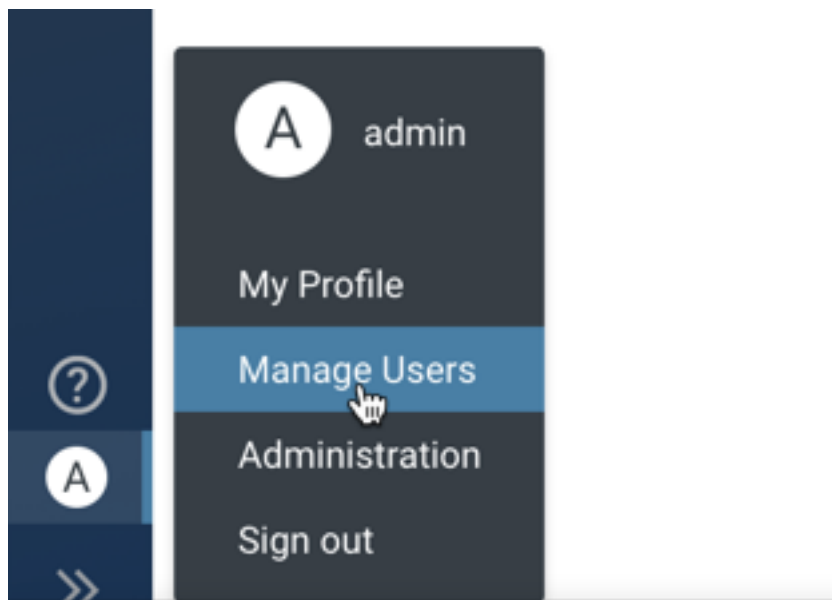 A admin
My Profile
Manage Users
?
A
Administration
Sign out